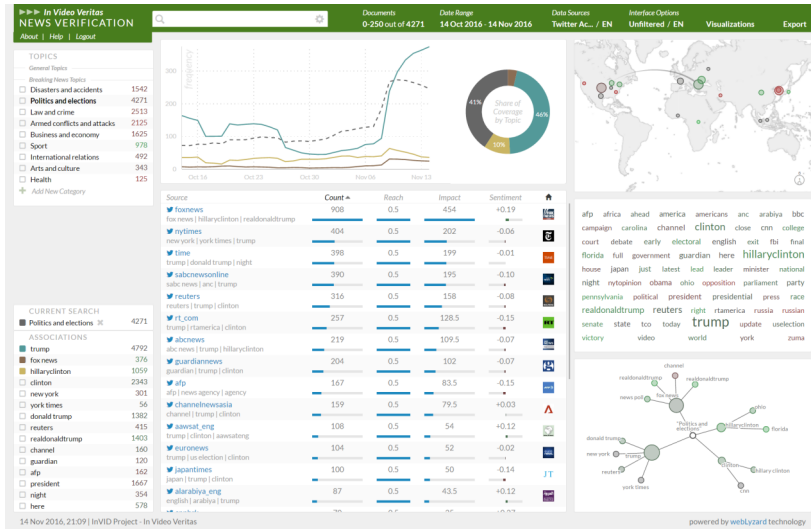 ►►► In Video Veritas
NEWS VERIFICATION
About | Help | Logout
Documents
0-250 out of 4271
Date Range
14 Oct 2016 - 14 Nov 2016
Data Sources
Twitter Ac... / EN
Interface Options
Unfiltered / EN
Visualizations
Export
TOPICS
General Topics
Breaking News Topics
Disasters and accidents 1542
Politics and elections 4271
Law and crime 2513
Armed conflicts and attacks 2125
Business and economy 1625
Sport 978
International relations 492
Arts and culture 343
Health 125
Add New Category
CURRENT SEARCH
Politics and elections 4271
ASSOCIATIONS
trump 4792
fox news 376
hillaryclinton 1059
clinton 2343
new york 301
york times 56
donald trump 1382
reuters 415
realdonaldtrump 1403
channel 160
guardian 120
afp 162
president 1667
right 354
here 578
Frequency
300
200
100
0
Oct 16
Oct 23
Oct 30
Nov 06
Nov 13
Share of
Coverage
by Topic
41%
46%
10%
Source Count Reach Impact Sentiment
foxnews 908 0.5 454 +0.19
fox news | hillaryclinton | realdonaldtrump
nytimes 404 0.5 202 -0.06
new york | york times | trump
time 398 0.5 199 -0.01
trump | donald trump | night
sabcnewsonline 390 0.5 195 -0.10
sabc news | anc | trump
reuters 316 0.5 158 -0.08
reuters | trump | clinton
rt_com 257 0.5 128.5 -0.15
trump | rtamerica | clinton
abcnews 219 0.5 109.5 -0.07
abc news | trump | hillaryclinton
guardiannews 204 0.5 102 -0.07
guardian | trump | clinton
afp 167 0.5 83.5 -0.15
afp | news agency | agency
channelnewsasia 159 0.5 79.5 +0.03
channel | trump | clinton
aawsat_eng 108 0.5 54 +0.12
trump | clinton | aawsateng
euronews 104 0.5 52 -0.02
trump | us election | clinton
japantimes 100 0.5 50 -0.14
japan | trump | clinton
JT
alarabiya_eng 87 0.5 43.5 +0.12
english | arabiya | trump
afp africa ahead america americans anc arabiya bbc
campaign carolina channel clinton close cnn college
court debate early electoral english exit fbi final
florida full government guardian here hillaryclinton
house japan just latest lead leader minister national
night nytopinion obama ohio opposition parliament party
pennsylvania political president presidential press race
realdonaldtrump reuters right rtamerica russia russian
senate state tco today trump update uselection
victory video world york zuma
channel
realdonaldtrump
realdonaldtrump
news poll
fox news
ohio
"Politics and
elections"
hillaryclinton
florida
donald trump
new york
trump
reuters
york times
clinton
hillary clinton
cnn
14 Nov 2016, 21:09 | InVID Project - In Video Veritas
powered by webLyzard technology